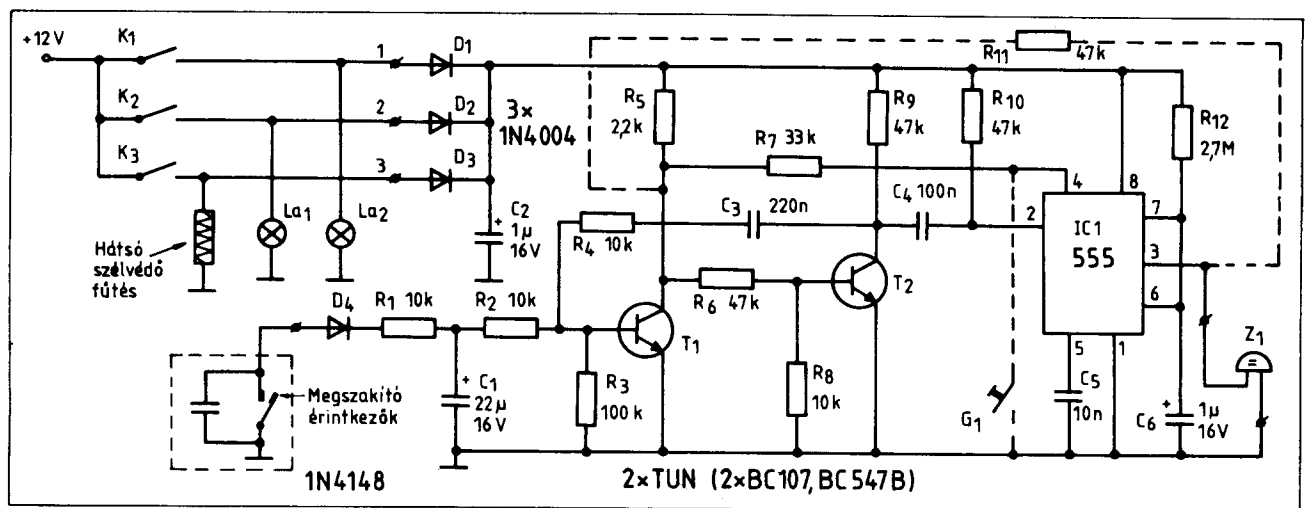 +12V
K1
K2
K3
1
2
3
D1
D2
D3
3×
1N4004
La1
La2
Hátsó
szélvédő
fűtés
C2
+
1µ
16V
R5
2,2k
R7 33k
R11
47k
R9
47k
R10
47k
R12
2,7M
C3 220n
C4 100n
R4 10k
R6 47k
T1
T2
2
4
8
7
3
6
5
1
IC1
555
D4
R1 10k
R2 10k
C1
+
22µ
16V
R3
100k
R8
10k
G1
C5
10n
C6
+
1µ
16V
Z1
=
Megszakító
érintkezők
1N4148
2×TUN (2×BC107, BC547B)